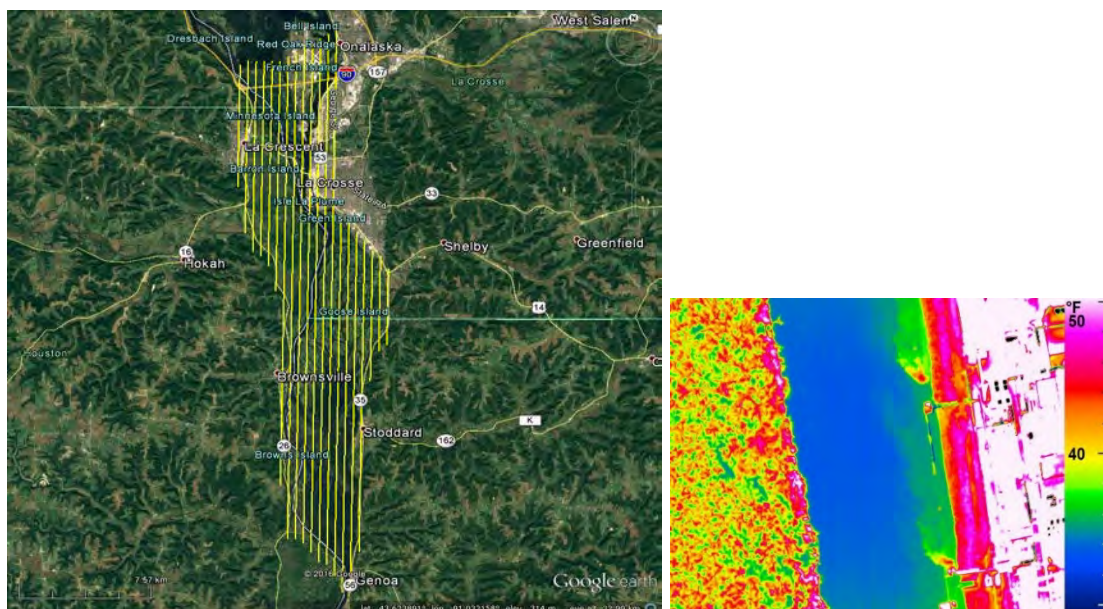 West Salem
Bell Island
Dresbach Island
Red Oak Ridge
Onalaska
French Island
90
157
La Crosse
Minnesota Island
La Crescent
53
Barron Island
La Crosse
State Rd
33
Isle La Plume
Green Island
Shelby
Greenfield
16
Hokah
14
Goose Island
Houston
Brownsville
35
Stoddard
K
162
26
Browns Island
© 2016 Google
7.57 km
Genoa
Google earth
°F
50
40